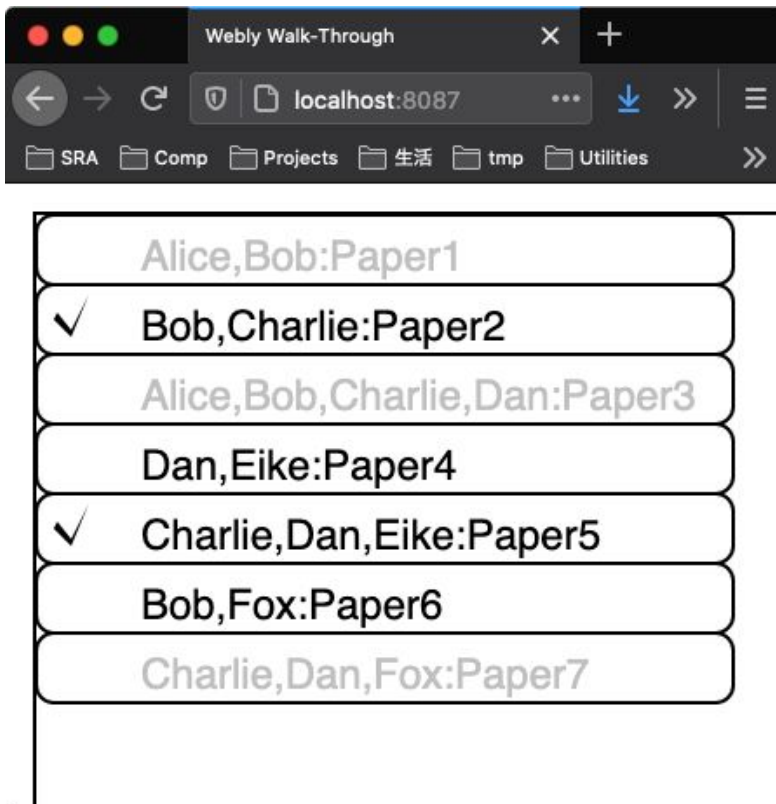 Webly Walk-Through
localhost:8087
SRA Comp Projects 生活 tmp Utilities
Alice,Bob:Paper1
Bob,Charlie:Paper2
Alice,Bob,Charlie,Dan:Paper3
Dan,Eike:Paper4
Charlie,Dan,Eike:Paper5
Bob,Fox:Paper6
Charlie,Dan,Fox:Paper7